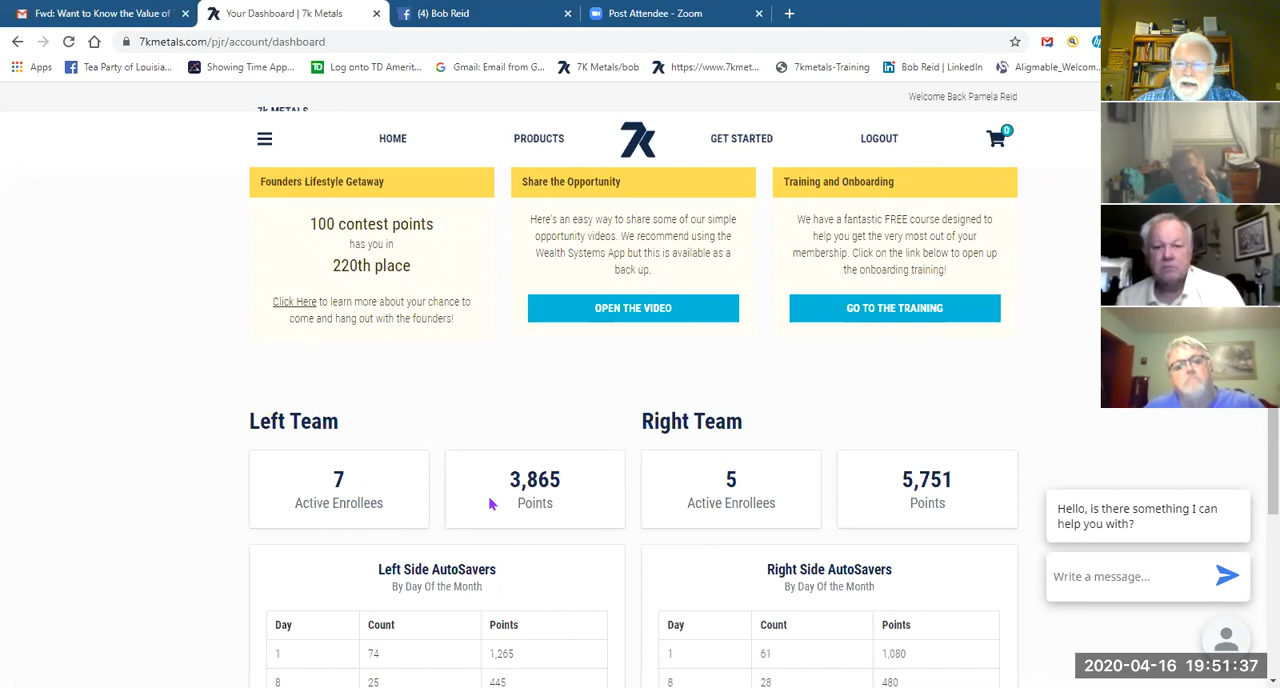 Fwd: Want to Know the Value of
Your Dashboard | 7k Metals
(4) Bob Reid
Post Attendee - Zoom
7kmetals.com/pjr/account/dashboard
Apps
Tea Party of Louisia...
Showing Time App...
Log onto TD Amerit...
Gmail: Email from G...
7K Metals/bob
https://www.7kmet...
7kmetals-Training
Bob Reid | LinkedIn
Aligmable_Welcom...
Welcome Back Pamela Reid
7k METALS
HOME
PRODUCTS
7k
GET STARTED
LOGOUT
0
Founders Lifestyle Getaway
100 contest points
has you in
220th place
Click Here to learn more about your chance to
come and hang out with the founders!
Share the Opportunity
Here's an easy way to share some of our simple
opportunity videos. We recommend using the
Wealth Systems App but this is available as a
back up.
OPEN THE VIDEO
Training and Onboarding
We have a fantastic FREE course designed to
help you get the very most out of your
membership. Click on the link below to open up
the onboarding training!
GO TO THE TRAINING
Left Team
7
Active Enrollees
3,865
Points
Right Team
5
Active Enrollees
5,751
Points
Left Side AutoSavers
By Day Of the Month
Day Count Points
1 74 1,265
8 25 445
Right Side AutoSavers
By Day Of the Month
Day Count Points
1 61 1,080
8 28 480
Hello, is there something I can
help you with?
Write a message...
2020-04-16 19:51:37